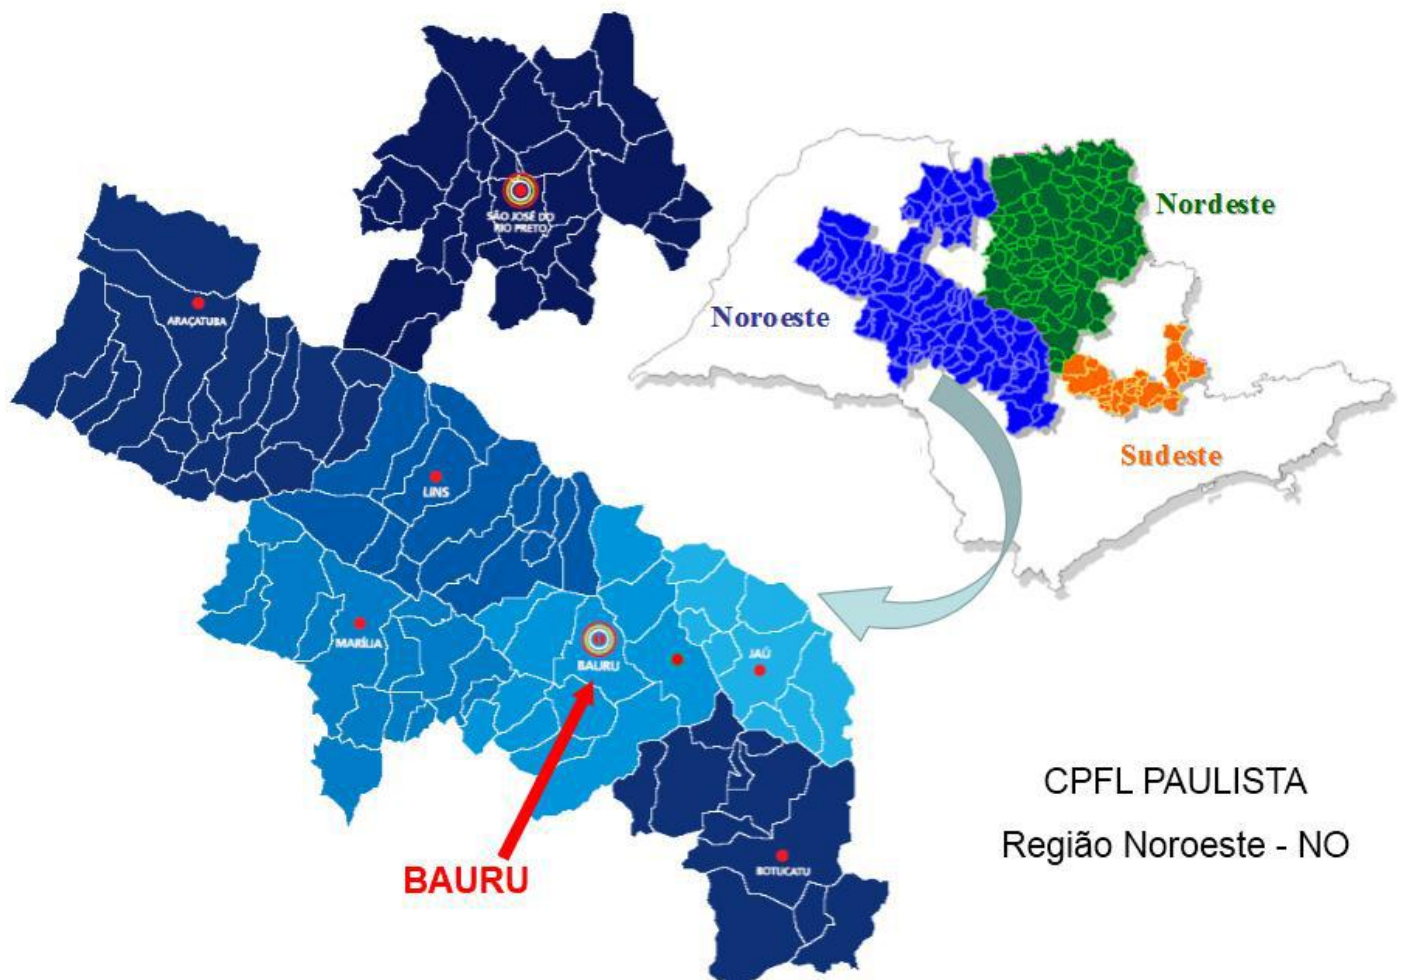 SÃO JOSÉ DO
RIO PRETO
Nordeste
Noroeste
ARAÇATUBA
Sudeste
LINS
MARÍLIA
BAURU
JAÚ
CPFL PAULISTA
Região Noroeste - NO
BAURU
BOTUCATU